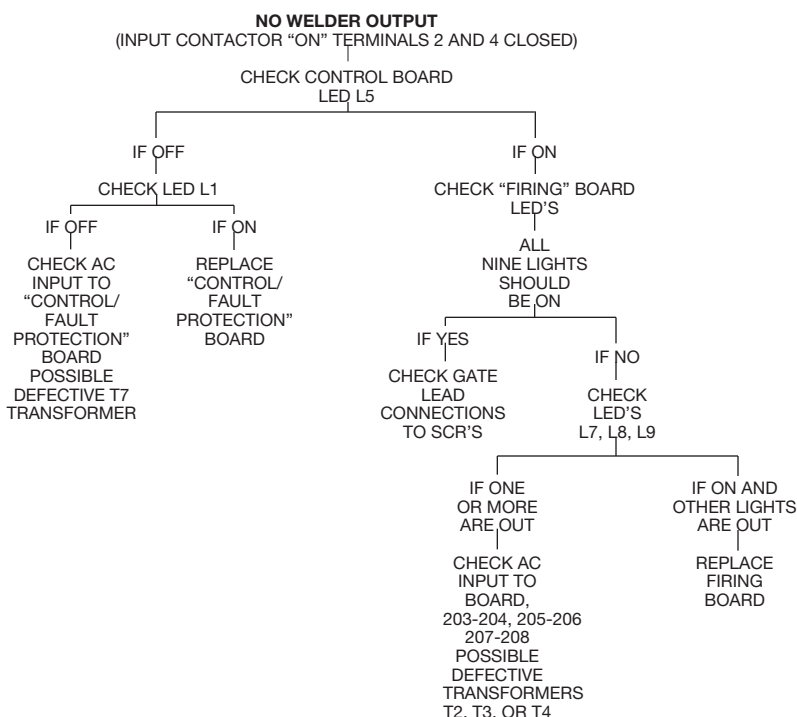 NO WELDER OUTPUT
(INPUT CONTACTOR “ON” TERMINALS 2 AND 4 CLOSED)
CHECK CONTROL BOARD
LED L5
IF OFF
CHECK LED L1
IF OFF
CHECK AC
INPUT TO
“CONTROL/
FAULT
PROTECTION”
BOARD
POSSIBLE
DEFECTIVE T7
TRANSFORMER
IF ON
REPLACE
“CONTROL/
FAULT
PROTECTION”
BOARD
IF ON
CHECK “FIRING” BOARD
LED’S
ALL
NINE LIGHTS
SHOULD
BE ON
IF YES
CHECK GATE
LEAD
CONNECTIONS
TO SCR’S
IF NO
CHECK
LED’S
L7, L8, L9
IF ONE
OR MORE
ARE OUT
CHECK AC
INPUT TO
BOARD,
203-204, 205-206
207-208
POSSIBLE
DEFECTIVE
TRANSFORMERS
T2, T3, OR T4
IF ON AND
OTHER LIGHTS
ARE OUT
REPLACE
FIRING
BOARD